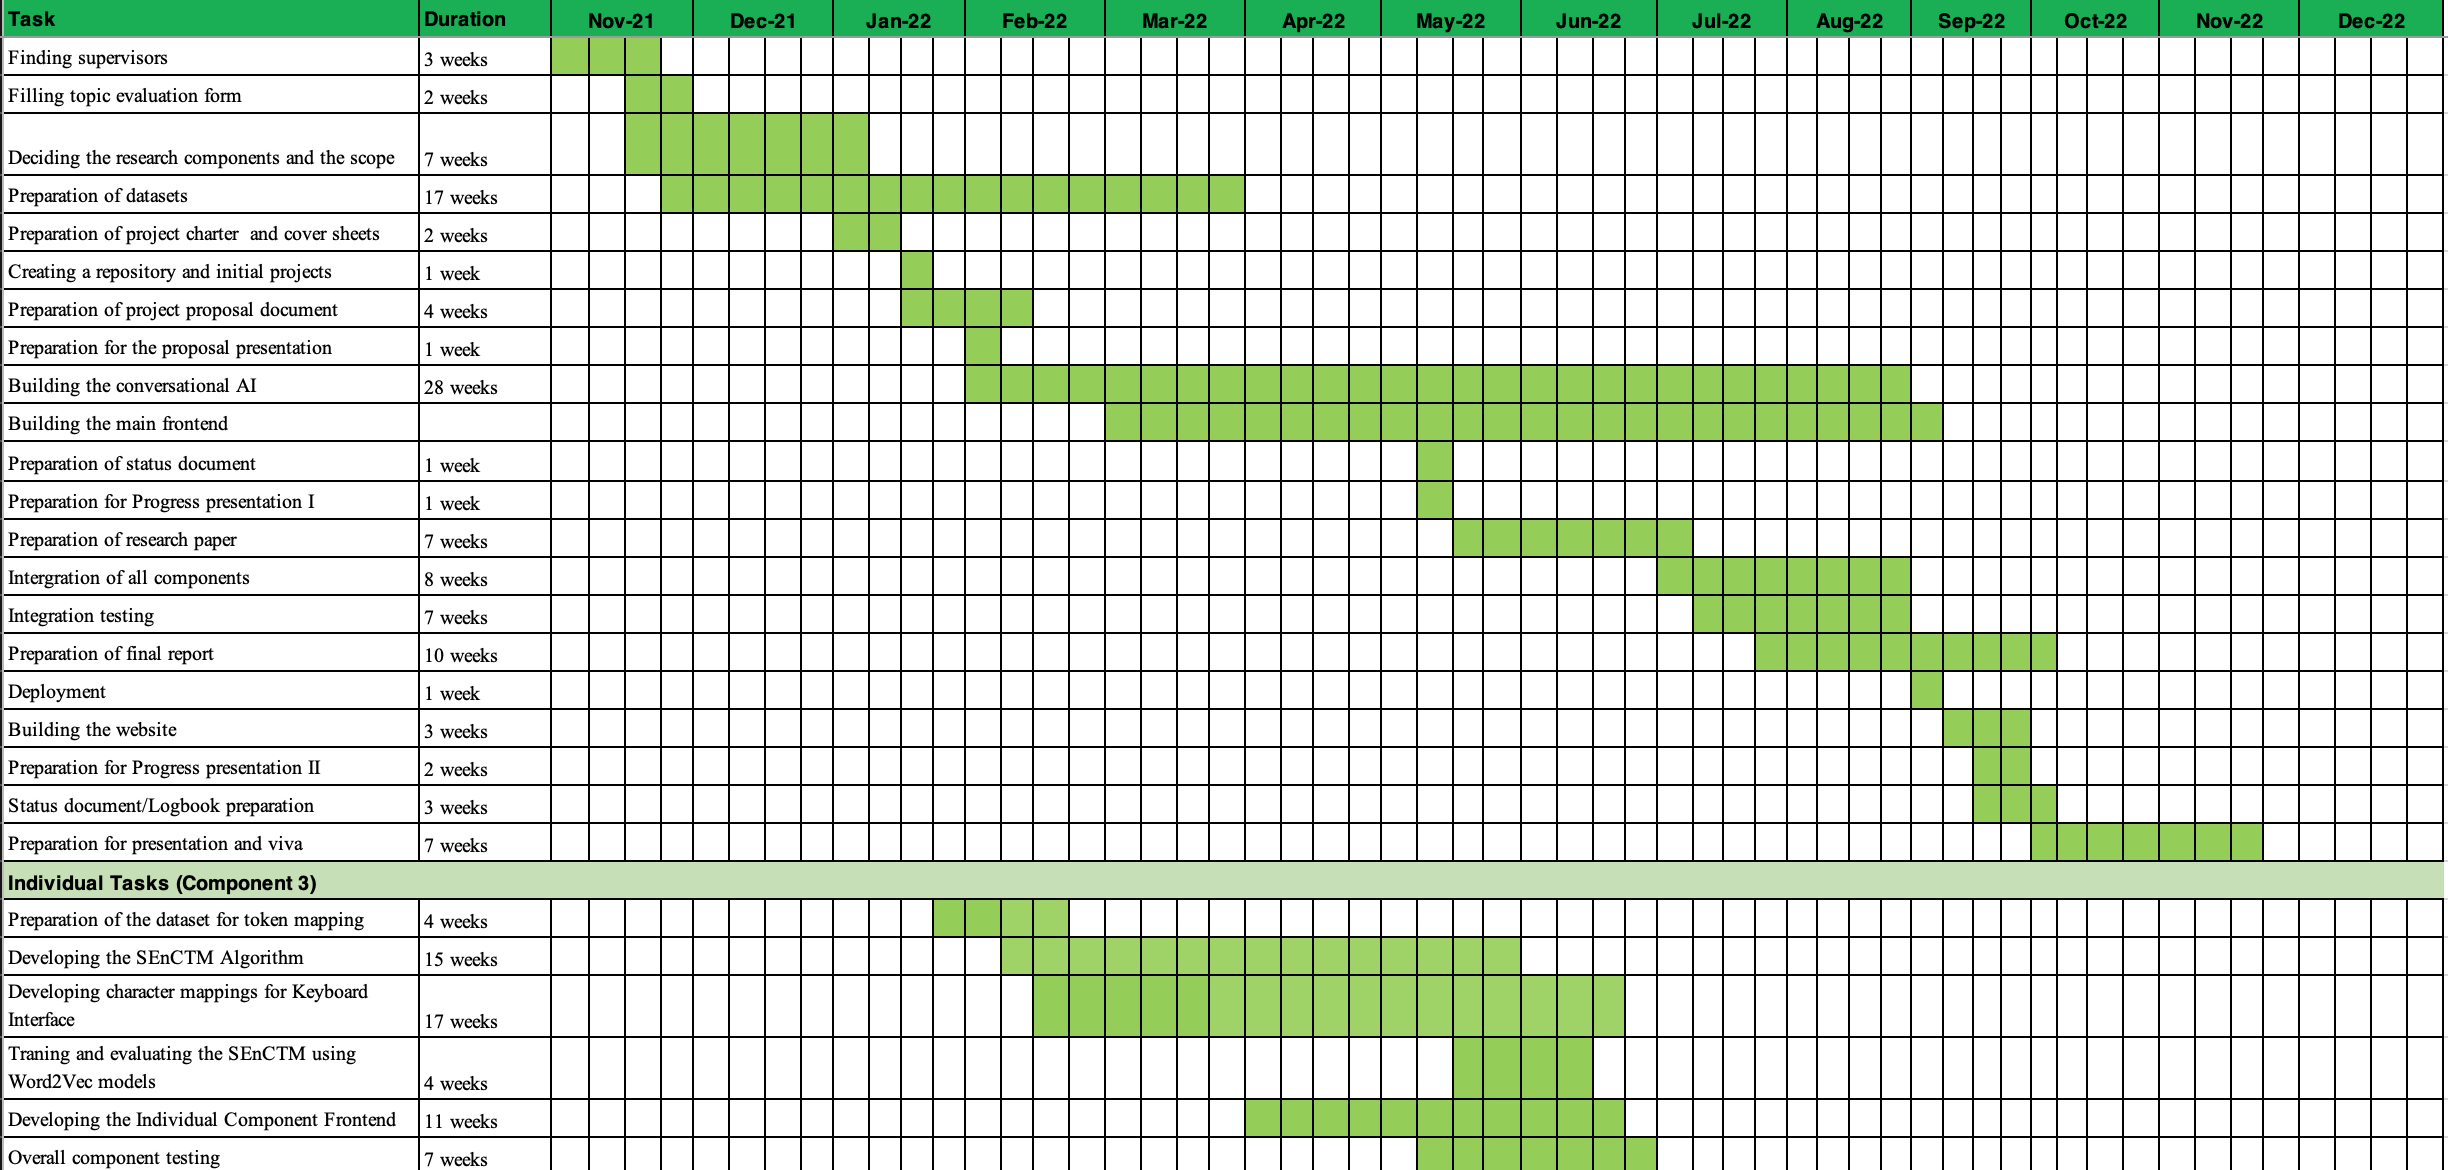 Task Duration Nov-21 Dec-21 Jan-22 Feb-22 Mar-22 Apr-22 May-22 Jun-22 Jul-22 Aug-22 Sep-22 Oct-22 Nov-22 Dec-22
Finding supervisors 3 weeks
Filling topic evaluation form 2 weeks
Deciding the research components and the scope 7 weeks
Preparation of datasets 17 weeks
Preparation of project charter  and cover sheets 2 weeks
Creating a repository and initial projects 1 week
Preparation of project proposal document 4 weeks
Preparation for the proposal presentation 1 week
Building the conversational AI 28 weeks
Building the main frontend
Preparation of status document 1 week
Preparation for Progress presentation I 1 week
Preparation of research paper 7 weeks
Intergration of all components 8 weeks
Integration testing 7 weeks
Preparation of final report 10 weeks
Deployment 1 week
Building the website 3 weeks
Preparation for Progress presentation II 2 weeks
Status document/Logbook preparation 3 weeks
Preparation for presentation and viva 7 weeks
Individual Tasks (Component 3)
Preparation of the dataset for token mapping 4 weeks
Developing the SEnCTM Algorithm 15 weeks
Developing character mappings for Keyboard
Interface 17 weeks
Traning and evaluating the SEnCTM using
Word2Vec models 4 weeks
Developing the Individual Component Frontend 11 weeks
Overall component testing 7 weeks